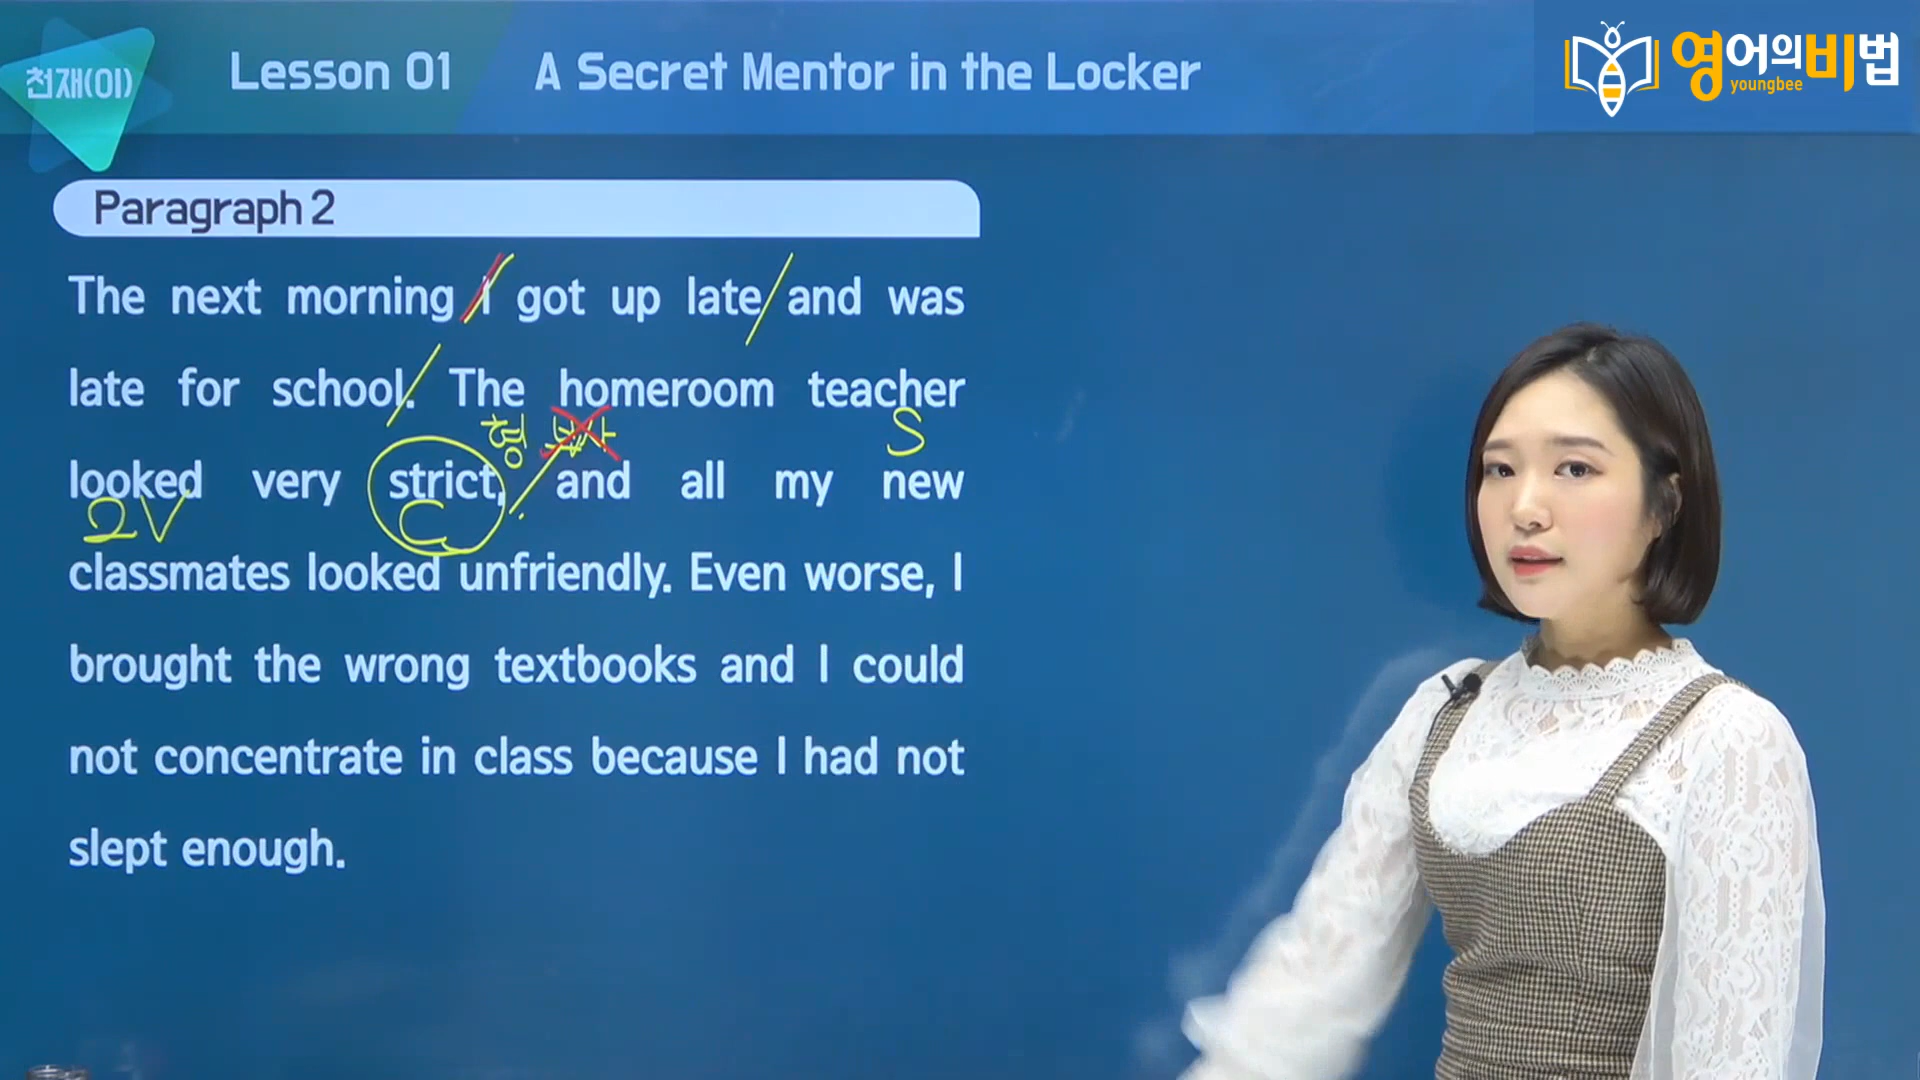 천재(이)
Lesson 01 A Secret Mentor in the Locker
영어의비법
youngbee
Paragraph 2
The next morning I got up late and was
late for school. The homeroom teacher
S
형 부사
looked very strict, and all my new
2V C
classmates looked unfriendly. Even worse, I
brought the wrong textbooks and I could
not concentrate in class because I had not
slept enough.